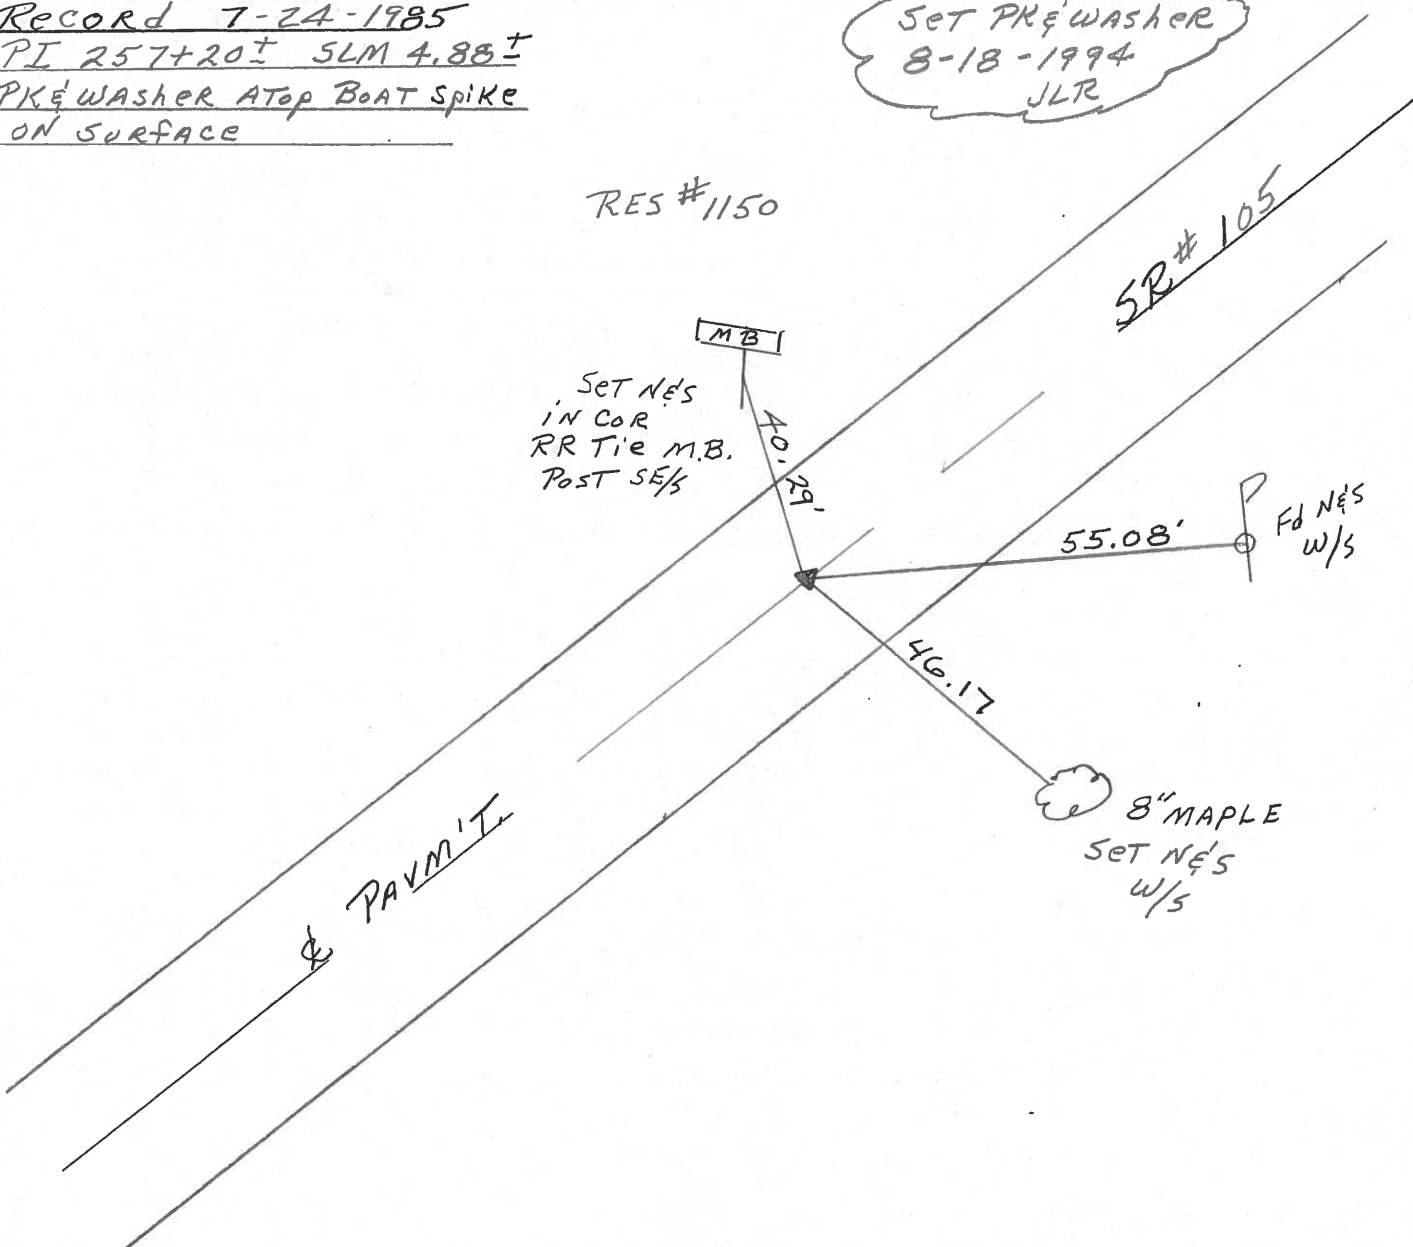 Record 7-24-1985
PI 257+20± SLM 4.88±
PK & WASHER ATOP BOAT SPIKE
ON SURFACE
SET PK & WASHER
8-18-1994
JLR
RES #1150
SR# 105
M B
SET N&S
IN COR
RR Tie M.B.
POST SE/S
40.29'
55.08'
Fd N&S
W/S
46.17
8" MAPLE
SET N&S
W/S
℄ PAVM'T.